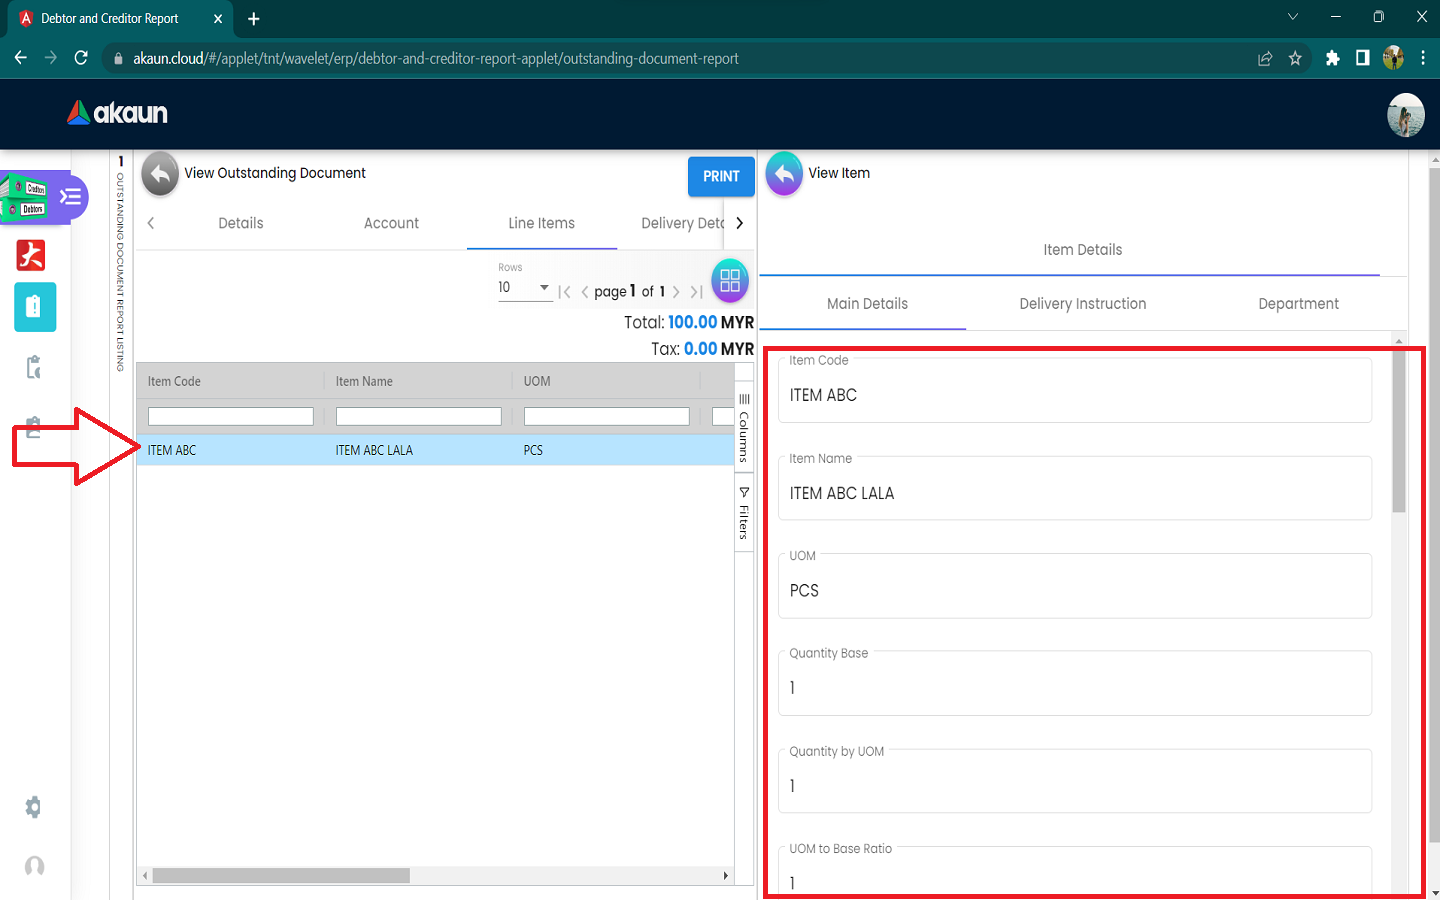 Debtor and Creditor Report
akaun.cloud/#/applet/tnt/wavelet/erp/debtor-and-creditor-report-applet/outstanding-document-report
akaun
Creditors
Debtors
大
1
OUTSTANDING DOCUMENT REPORT LISTING
View Outstanding Document
PRINT
Details
Account
Line Items
Delivery Deta
Rows
10
page 1 of 1
Total: 100.00 MYR
Tax: 0.00 MYR
Item Code
Item Name
UOM
ITEM ABC
ITEM ABC LALA
PCS
Columns
Filters
View Item
Item Details
Main Details
Delivery Instruction
Department
Item Code
ITEM ABC
Item Name
ITEM ABC LALA
UOM
PCS
Quantity Base
1
Quantity by UOM
1
UOM to Base Ratio
1